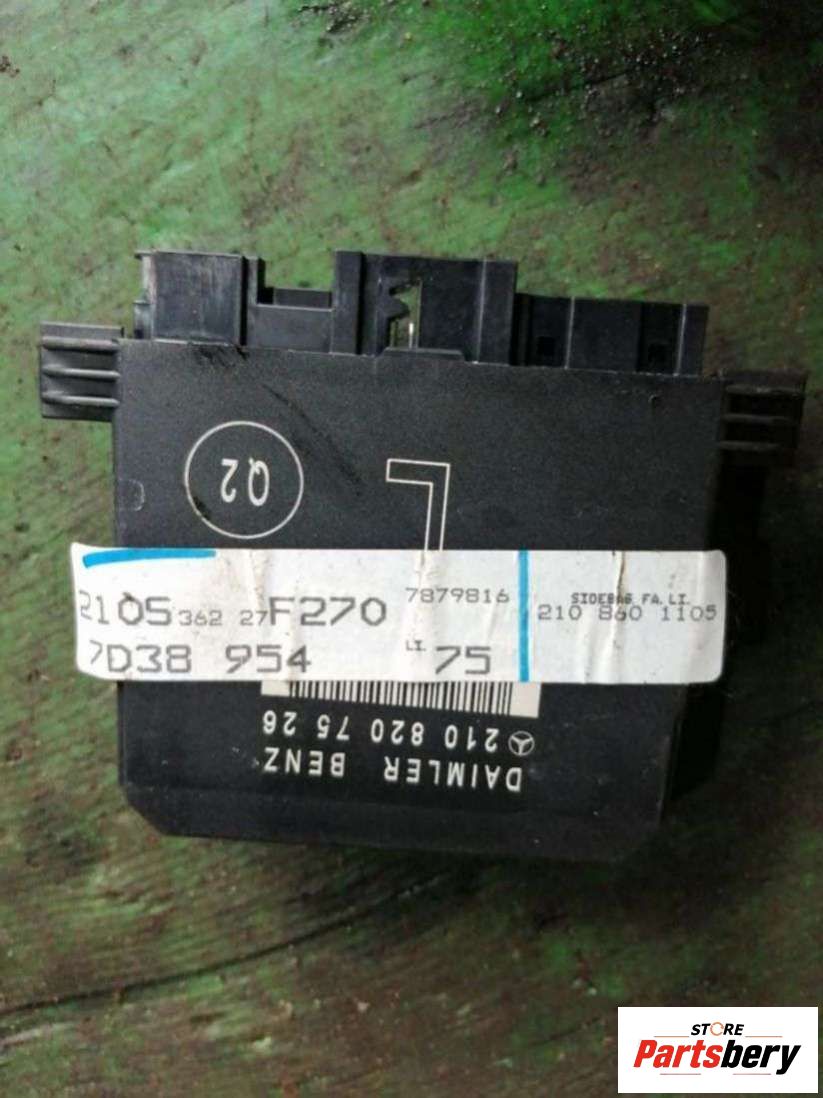 Q2
L
210S 362 27 F270 7879816
7D38 954 LI. 75
SIDEBAG FA. LI.
210 860 1105
210 820 75 26
DAIMLER BENZ
STORE
Partsbery